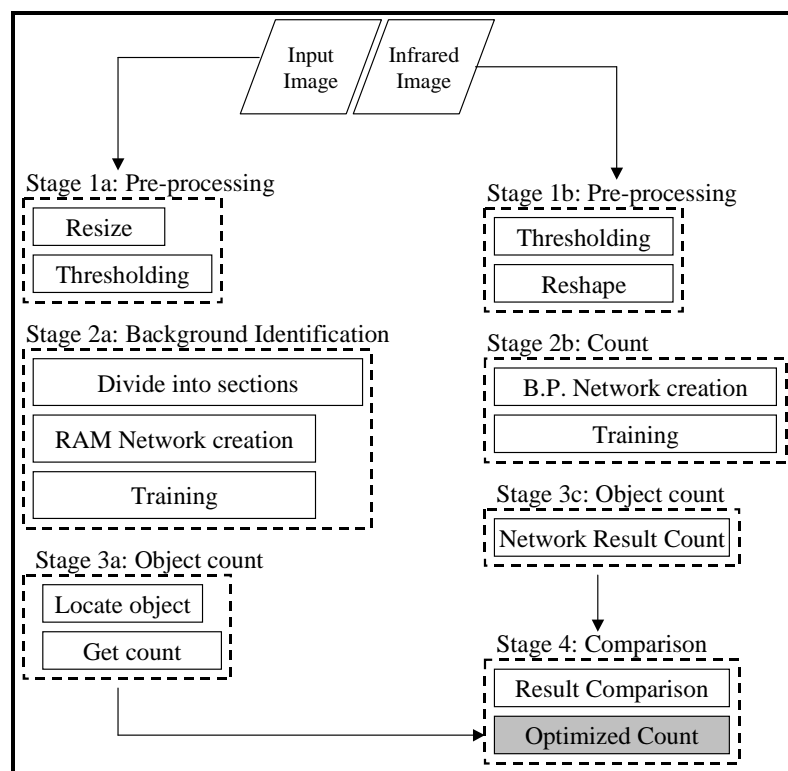 Input
Image
Infrared
Image
Stage 1a: Pre-processing
Resize
Thresholding
Stage 2a: Background Identification
Divide into sections
RAM Network creation
Training
Stage 3a: Object count
Locate object
Get count
Stage 1b: Pre-processing
Thresholding
Reshape
Stage 2b: Count
B.P. Network creation
Training
Stage 3c: Object count
Network Result Count
Stage 4: Comparison
Result Comparison
Optimized Count